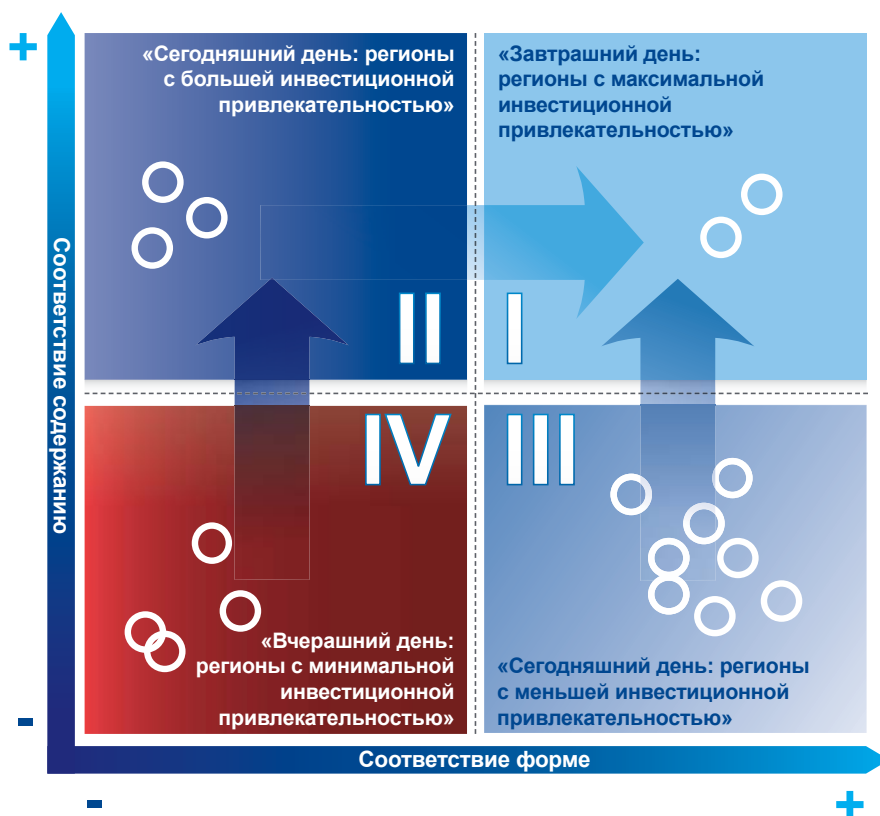 +
«Сегодняшний день: регионы
с большей инвестиционной
привлекательностью»
«Завтрашний день:
регионы с максимальной
инвестиционной
привлекательностью»
Соответствие содержанию
II
I
IV
III
«Вчерашний день:
регионы с минимальной
инвестиционной
привлекательностью»
«Сегодняшний день: регионы
с меньшей инвестиционной
привлекательностью»
-
Соответствие форме
-
+